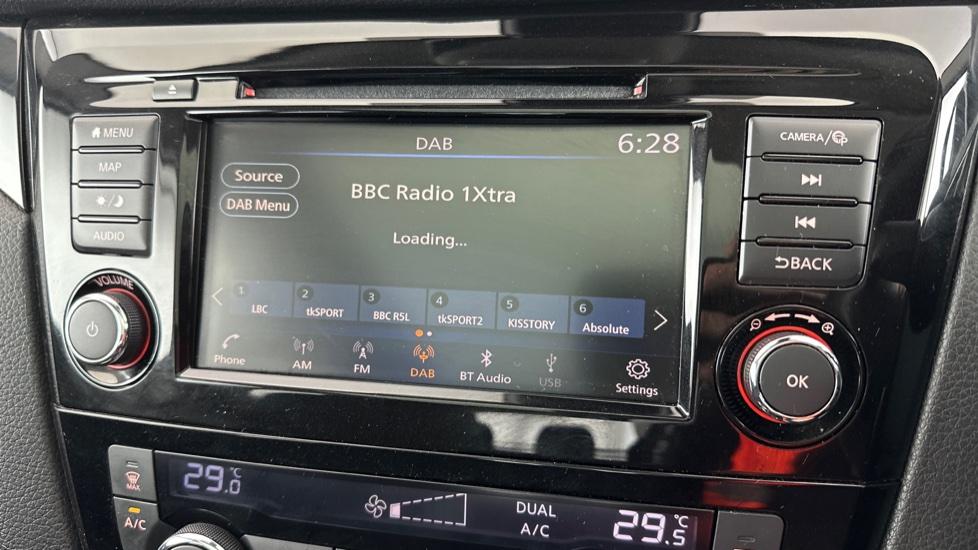 MENU
MAP
AUDIO
VOLUME
DAB
6:28
Source
DAB Menu
BBC Radio 1Xtra
Loading...
1 LBC
2 tkSPORT
3 BBC R5L
4 tkSPORT2
5 KISSTORY
6 Absolute
Phone
AM
FM
DAB
BT Audio
USB
Settings
CAMERA/
BACK
OK
MAX
A/C
29.0°C
DUAL
A/C
29.5°C